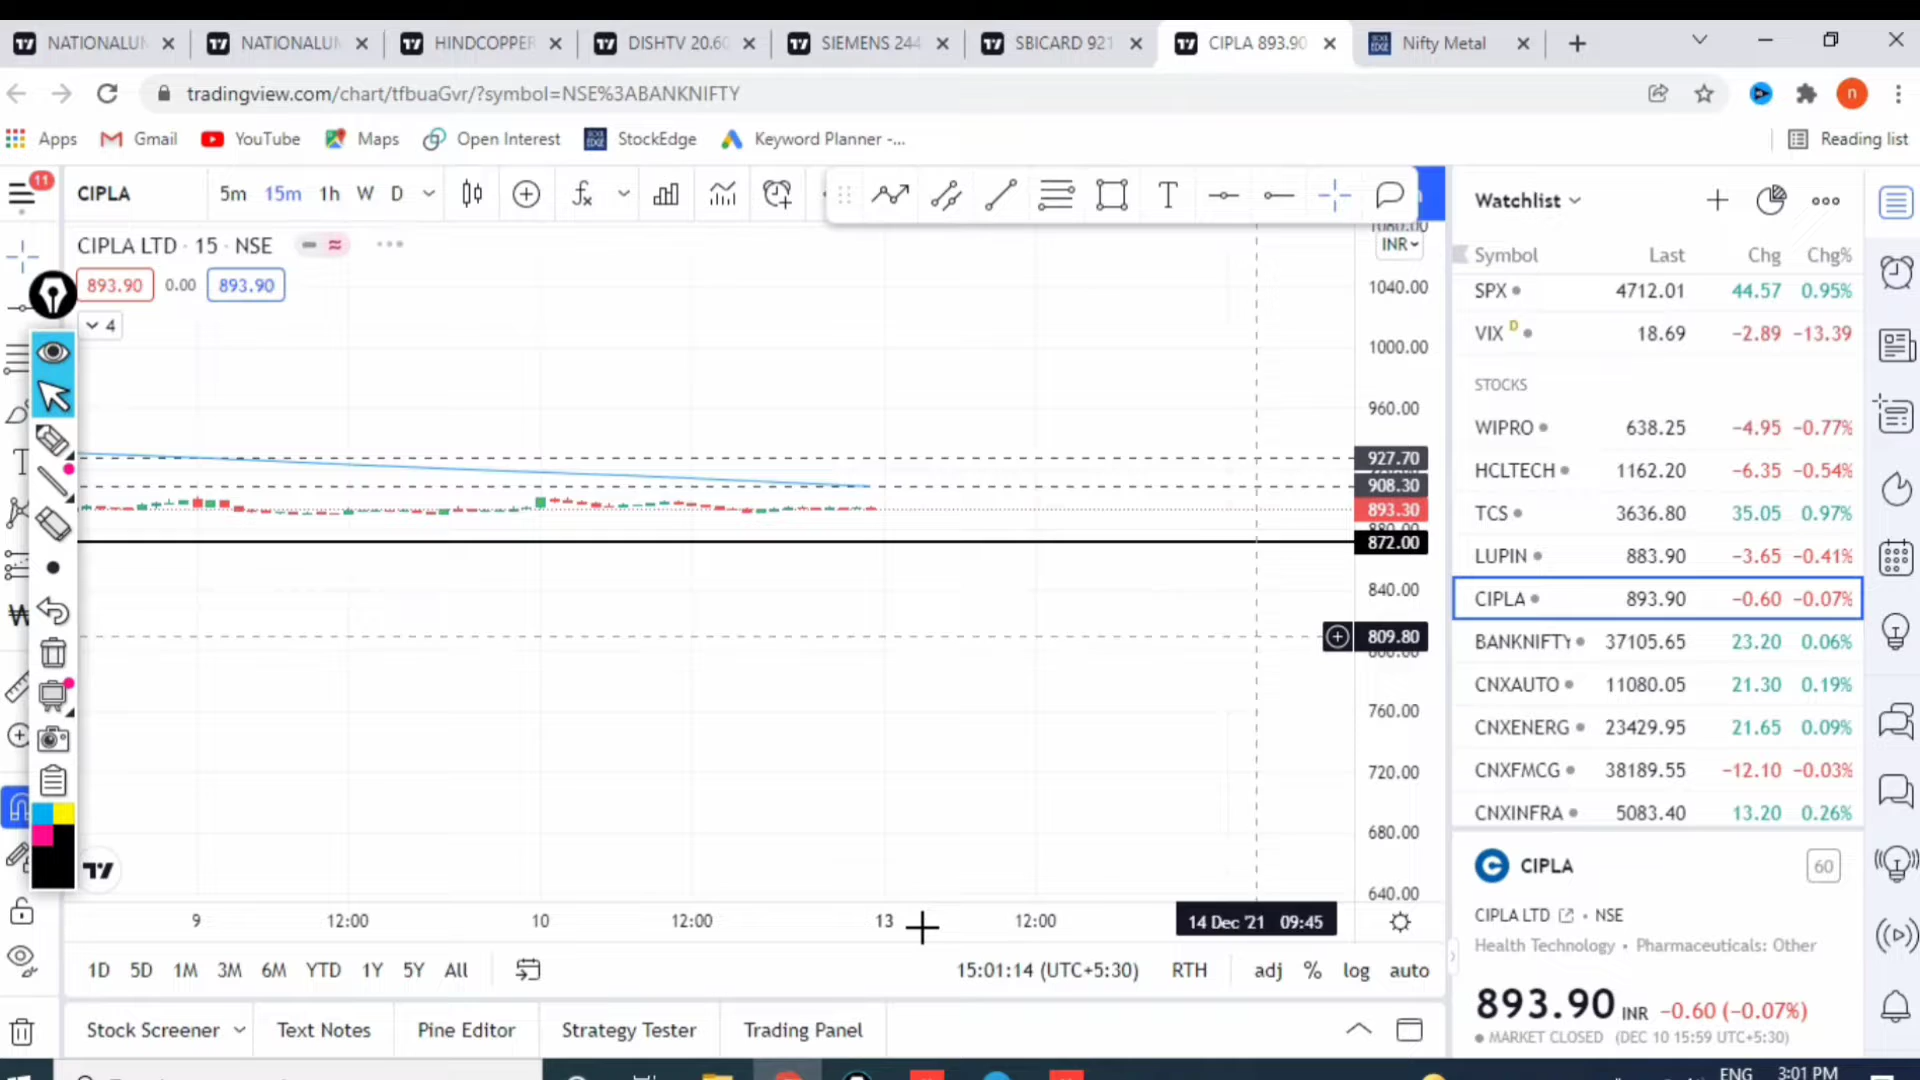 NATIONALUN
NATIONALUN
HINDCOPPER
DISHTV 20.60
SIEMENS 244
SBICARD 921
CIPLA 893.90
Nifty Metal
tradingview.com/chart/tfbuaGvr/?symbol=NSE%3ABANKNIFTY
n
Apps
Gmail
YouTube
Maps
Open Interest
StockEdge
Keyword Planner -...
Reading list
11
CIPLA
5m 15m 1h W D
CIPLA LTD · 15 · NSE
893.90 0.00 893.90
4
INR
1040.00
1000.00
960.00
927.70
908.30
893.30
872.00
840.00
809.80
760.00
720.00
680.00
640.00
9 12:00 10 12:00 13 12:00
14 Dec '21 09:45
1D 5D 1M 3M 6M YTD 1Y 5Y All
15:01:14 (UTC+5:30) RTH adj % log auto
Stock Screener
Text Notes
Pine Editor
Strategy Tester
Trading Panel
Watchlist
Symbol Last Chg Chg%
SPX 4712.01 44.57 0.95%
VIX D 18.69 −2.89 −13.39
STOCKS
WIPRO 638.25 −4.95 −0.77%
HCLTECH 1162.20 −6.35 −0.54%
TCS 3636.80 35.05 0.97%
LUPIN 883.90 −3.65 −0.41%
CIPLA 893.90 −0.60 −0.07%
BANKNIFTY 37105.65 23.20 0.06%
CNXAUTO 11080.05 21.30 0.19%
CNXENERG 23429.95 21.65 0.09%
CNXFMCG 38189.55 −12.10 −0.03%
CNXINFRA 5083.40 13.20 0.26%
CIPLA
60
CIPLA LTD • NSE
Health Technology • Pharmaceuticals: Other
893.90 INR −0.60 (−0.07%)
MARKET CLOSED (DEC 10 15:59 UTC+5:30)
ENG 3:01 PM